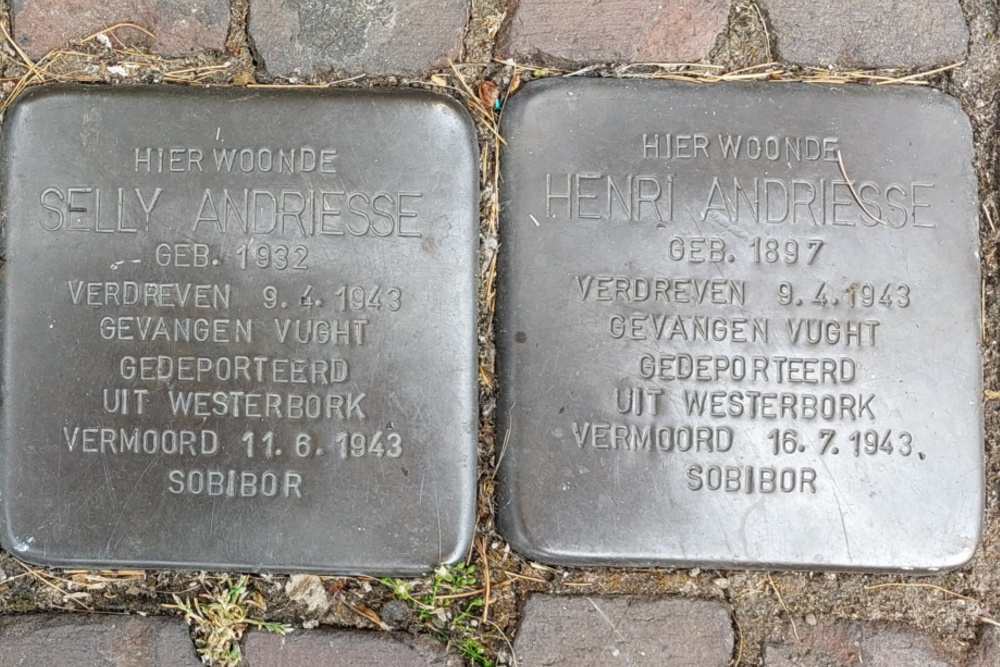 HIER WOONDE
SELLY ANDRIESSE
GEB. 1932
VERDREVEN 9.4.1943
GEVANGEN VUGHT
GEDEPORTEERD
UIT WESTERBORK
VERMOORD 11.6.1943
SOBIBOR
HIER WOONDE
HENRI ANDRIESSE
GEB. 1897
VERDREVEN 9.4.1943
GEVANGEN VUGHT
GEDEPORTEERD
UIT WESTERBORK
VERMOORD 16.7.1943
SOBIBOR